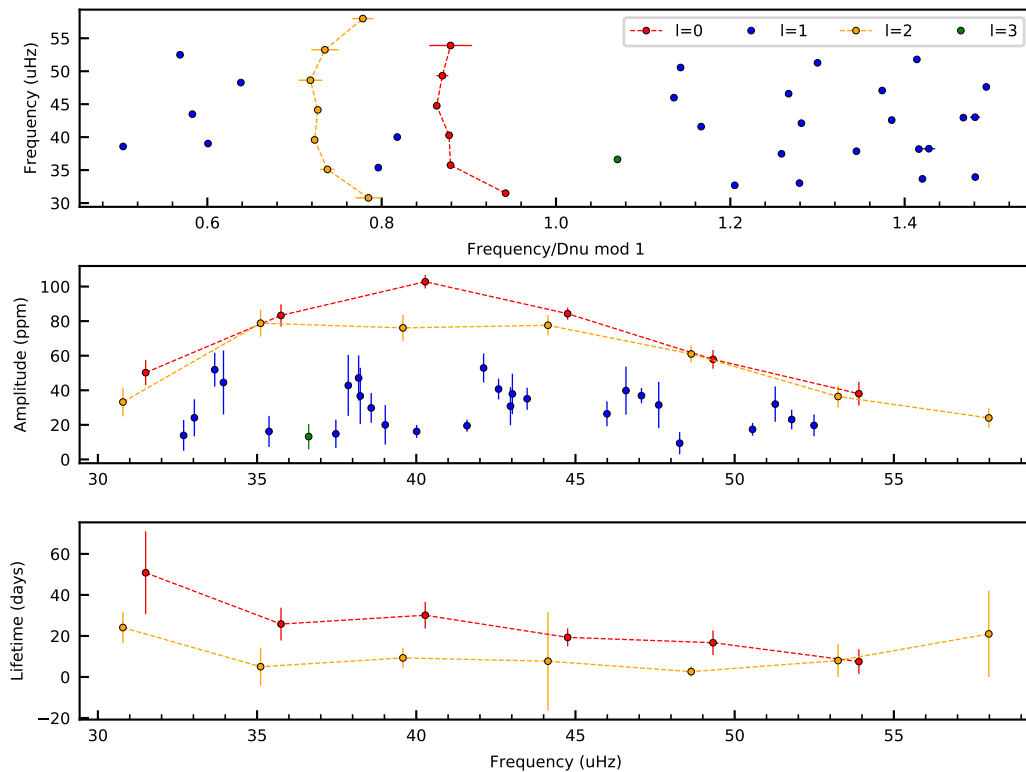 Frequency (uHz)
55
50
45
40
35
30
l=0 l=1 l=2 l=3
0.6 0.8 1.0 1.2 1.4
Frequency/Dnu mod 1
Amplitude (ppm)
100
80
60
40
20
0
30 35 40 45 50 55
Lifetime (days)
60
40
20
0
−20
30 35 40 45 50 55
Frequency (uHz)